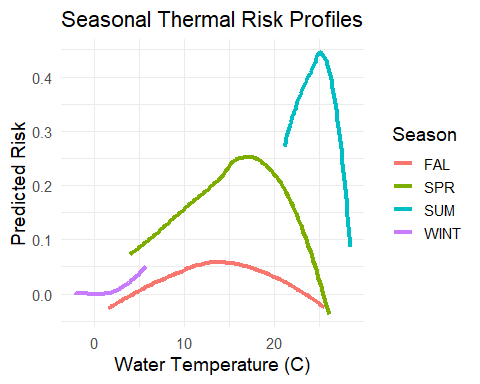 Seasonal Thermal Risk Profiles
0.4
0.3
0.2
0.1
0.0
Predicted Risk
0 10 20
Water Temperature (C)
Season
FAL
SPR
SUM
WINT